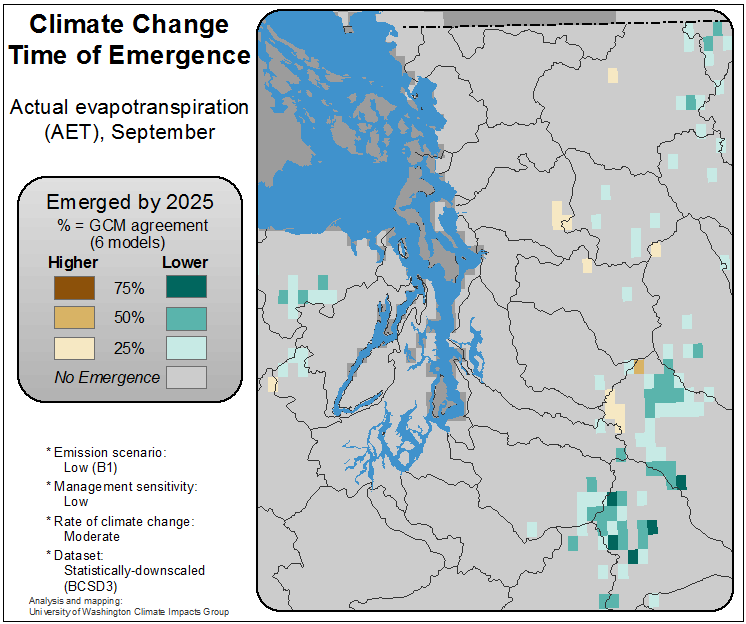 Climate Change
Time of Emergence
Actual evapotranspiration
(AET), September
Emerged by 2025
% = GCM agreement
(6 models)
Higher Lower
75%
50%
25%
No Emergence
* Emission scenario:
Low (B1)
* Management sensitivity:
Low
* Rate of climate change:
Moderate
* Dataset:
Statistically-downscaled
(BCSD3)
Analysis and mapping:
University of Washington Climate Impacts Group